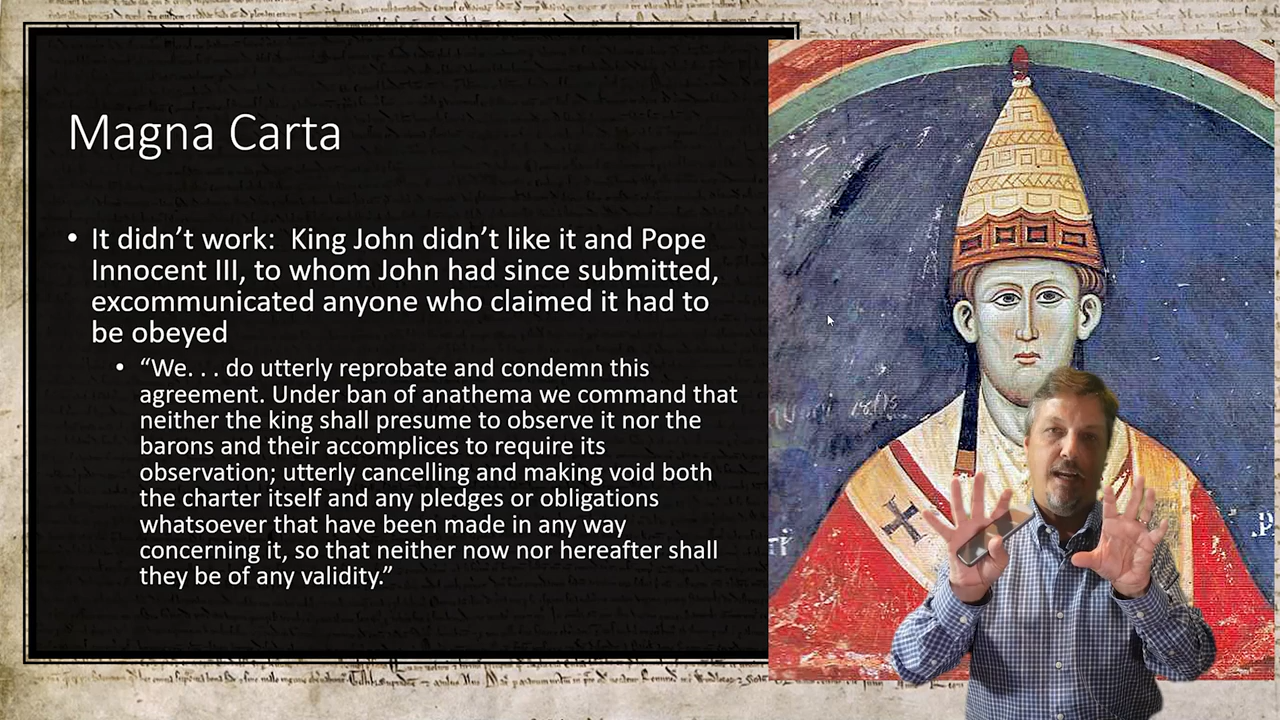 Magna Carta
• It didn’t work:  King John didn’t like it and Pope
Innocent III, to whom John had since submitted,
excommunicated anyone who claimed it had to
be obeyed
• “We. . . do utterly reprobate and condemn this
agreement. Under ban of anathema we command that
neither the king shall presume to observe it nor the
barons and their accomplices to require its
observation; utterly cancelling and making void both
the charter itself and any pledges or obligations
whatsoever that have been made in any way
concerning it, so that neither now nor hereafter shall
they be of any validity.”